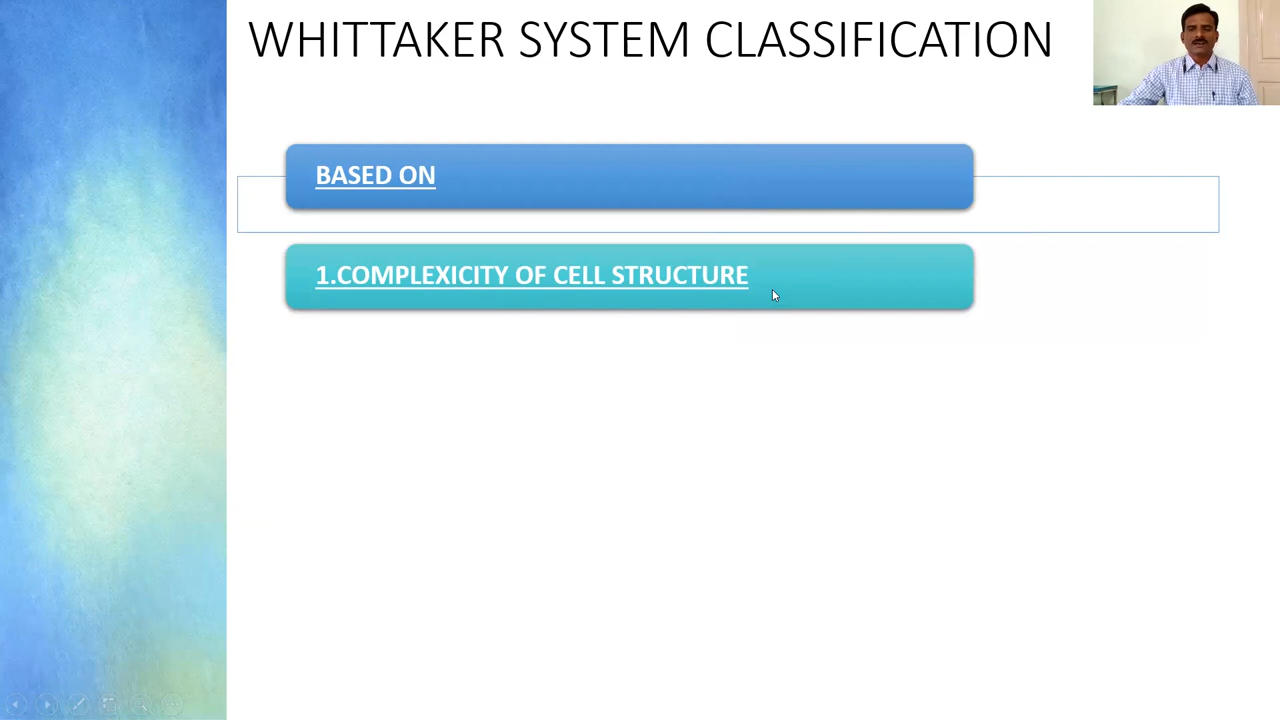 WHITTAKER SYSTEM CLASSIFICATION
BASED ON
1.COMPLEXICITY OF CELL STRUCTURE